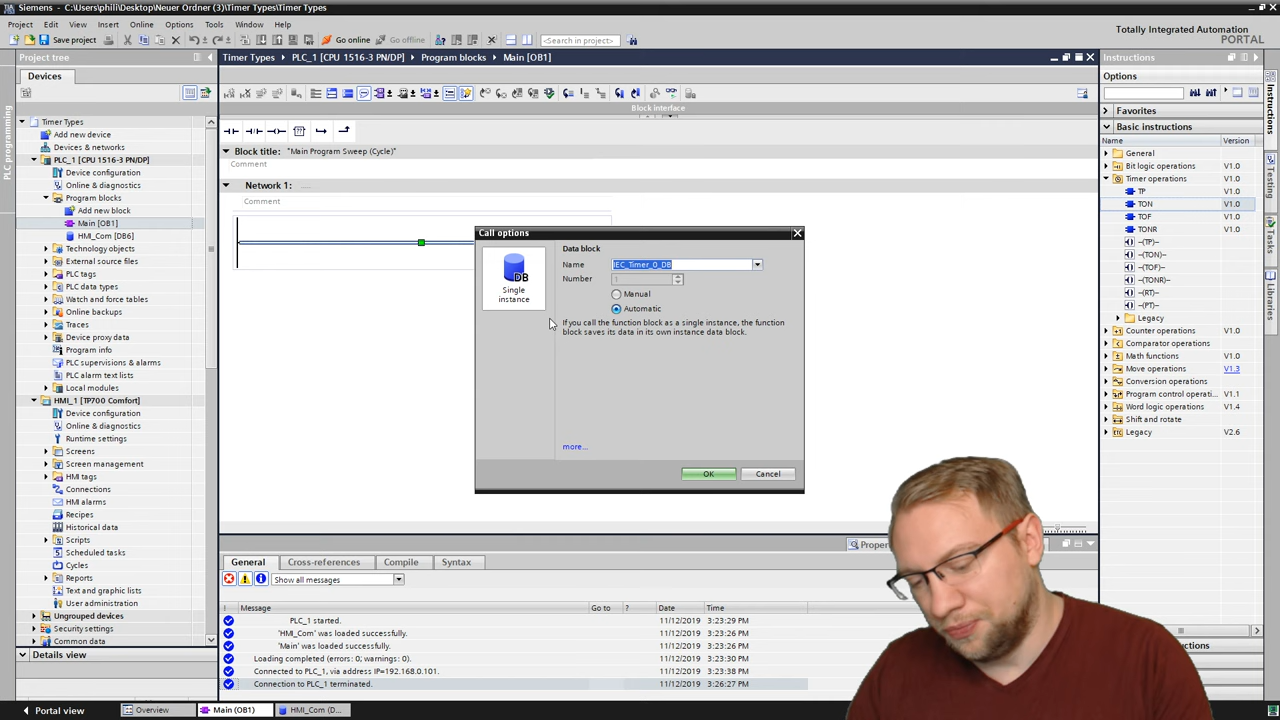 Siemens - C:\Users\phili\Desktop\Neuer Ordner (3)\Timer Types\Timer Types
Project Edit View Insert Online Options Tools Window Help
Totally Integrated Automation
PORTAL
Save project Go online Go offline <Search in project>
Project tree
Timer Types ▸ PLC_1 [CPU 1516-3 PN/DP] ▸ Program blocks ▸ Main [OB1]
Instructions
Devices
Options
Block interface
Favorites
Basic instructions
Name Version
General
Bit logic operations V1.0
Timer operations V1.0
TP V1.0
TON V1.0
TOF V1.0
TONR V1.0
–(TP)–
–(TON)–
–(TOF)–
–(TONR)– V1.0
–(RT)– V1.0
–(PT)– V1.0
Legacy
Counter operations V1.0
Comparator operations
Math functions V1.0
Move operations V1.3
Conversion operations
Program control operati... V1.1
Word logic operations V1.4
Shift and rotate
Legacy V2.6
PLC programming
Timer Types
Add new device
Devices & networks
PLC_1 [CPU 1516-3 PN/DP]
Device configuration
Online & diagnostics
Program blocks
Add new block
Main [OB1]
HMI_Com [DB6]
Technology objects
External source files
PLC tags
PLC data types
Watch and force tables
Online backups
Traces
Device proxy data
Program info
PLC supervisions & alarms
PLC alarm text lists
Local modules
HMI_1 [TP700 Comfort]
Device configuration
Online & diagnostics
Runtime settings
Screens
Screen management
HMI tags
Connections
HMI alarms
Recipes
Historical data
Scripts
Scheduled tasks
Cycles
Reports
Text and graphic lists
User administration
Ungrouped devices
Security settings
Common data
Details view
Block title: "Main Program Sweep (Cycle)"
Comment
Network 1: .....
Comment
Call options
DB
Single
instance
Data block
Name IEC_Timer_0_DB
Number 1
Manual
Automatic
If you call the function block as a single instance, the function
block saves its data in its own instance data block.
more...
OK Cancel
Proper
General Cross-references Compile Syntax
Show all messages
! Message Go to ? Date Time
PLC_1 started. 11/12/2019 3:23:29 PM
'HMI_Com' was loaded successfully. 11/12/2019 3:23:26 PM
'Main' was loaded successfully. 11/12/2019 3:23:26 PM
Loading completed (errors: 0; warnings: 0). 11/12/2019 3:23:30 PM
Connected to PLC_1, via address IP=192.168.0.101. 11/12/2019 3:23:38 PM
Connection to PLC_1 terminated. 11/12/2019 3:26:27 PM
Instructions
Testing
Tasks
Libraries
Portal view Overview Main (OB1) HMI_Com (D...